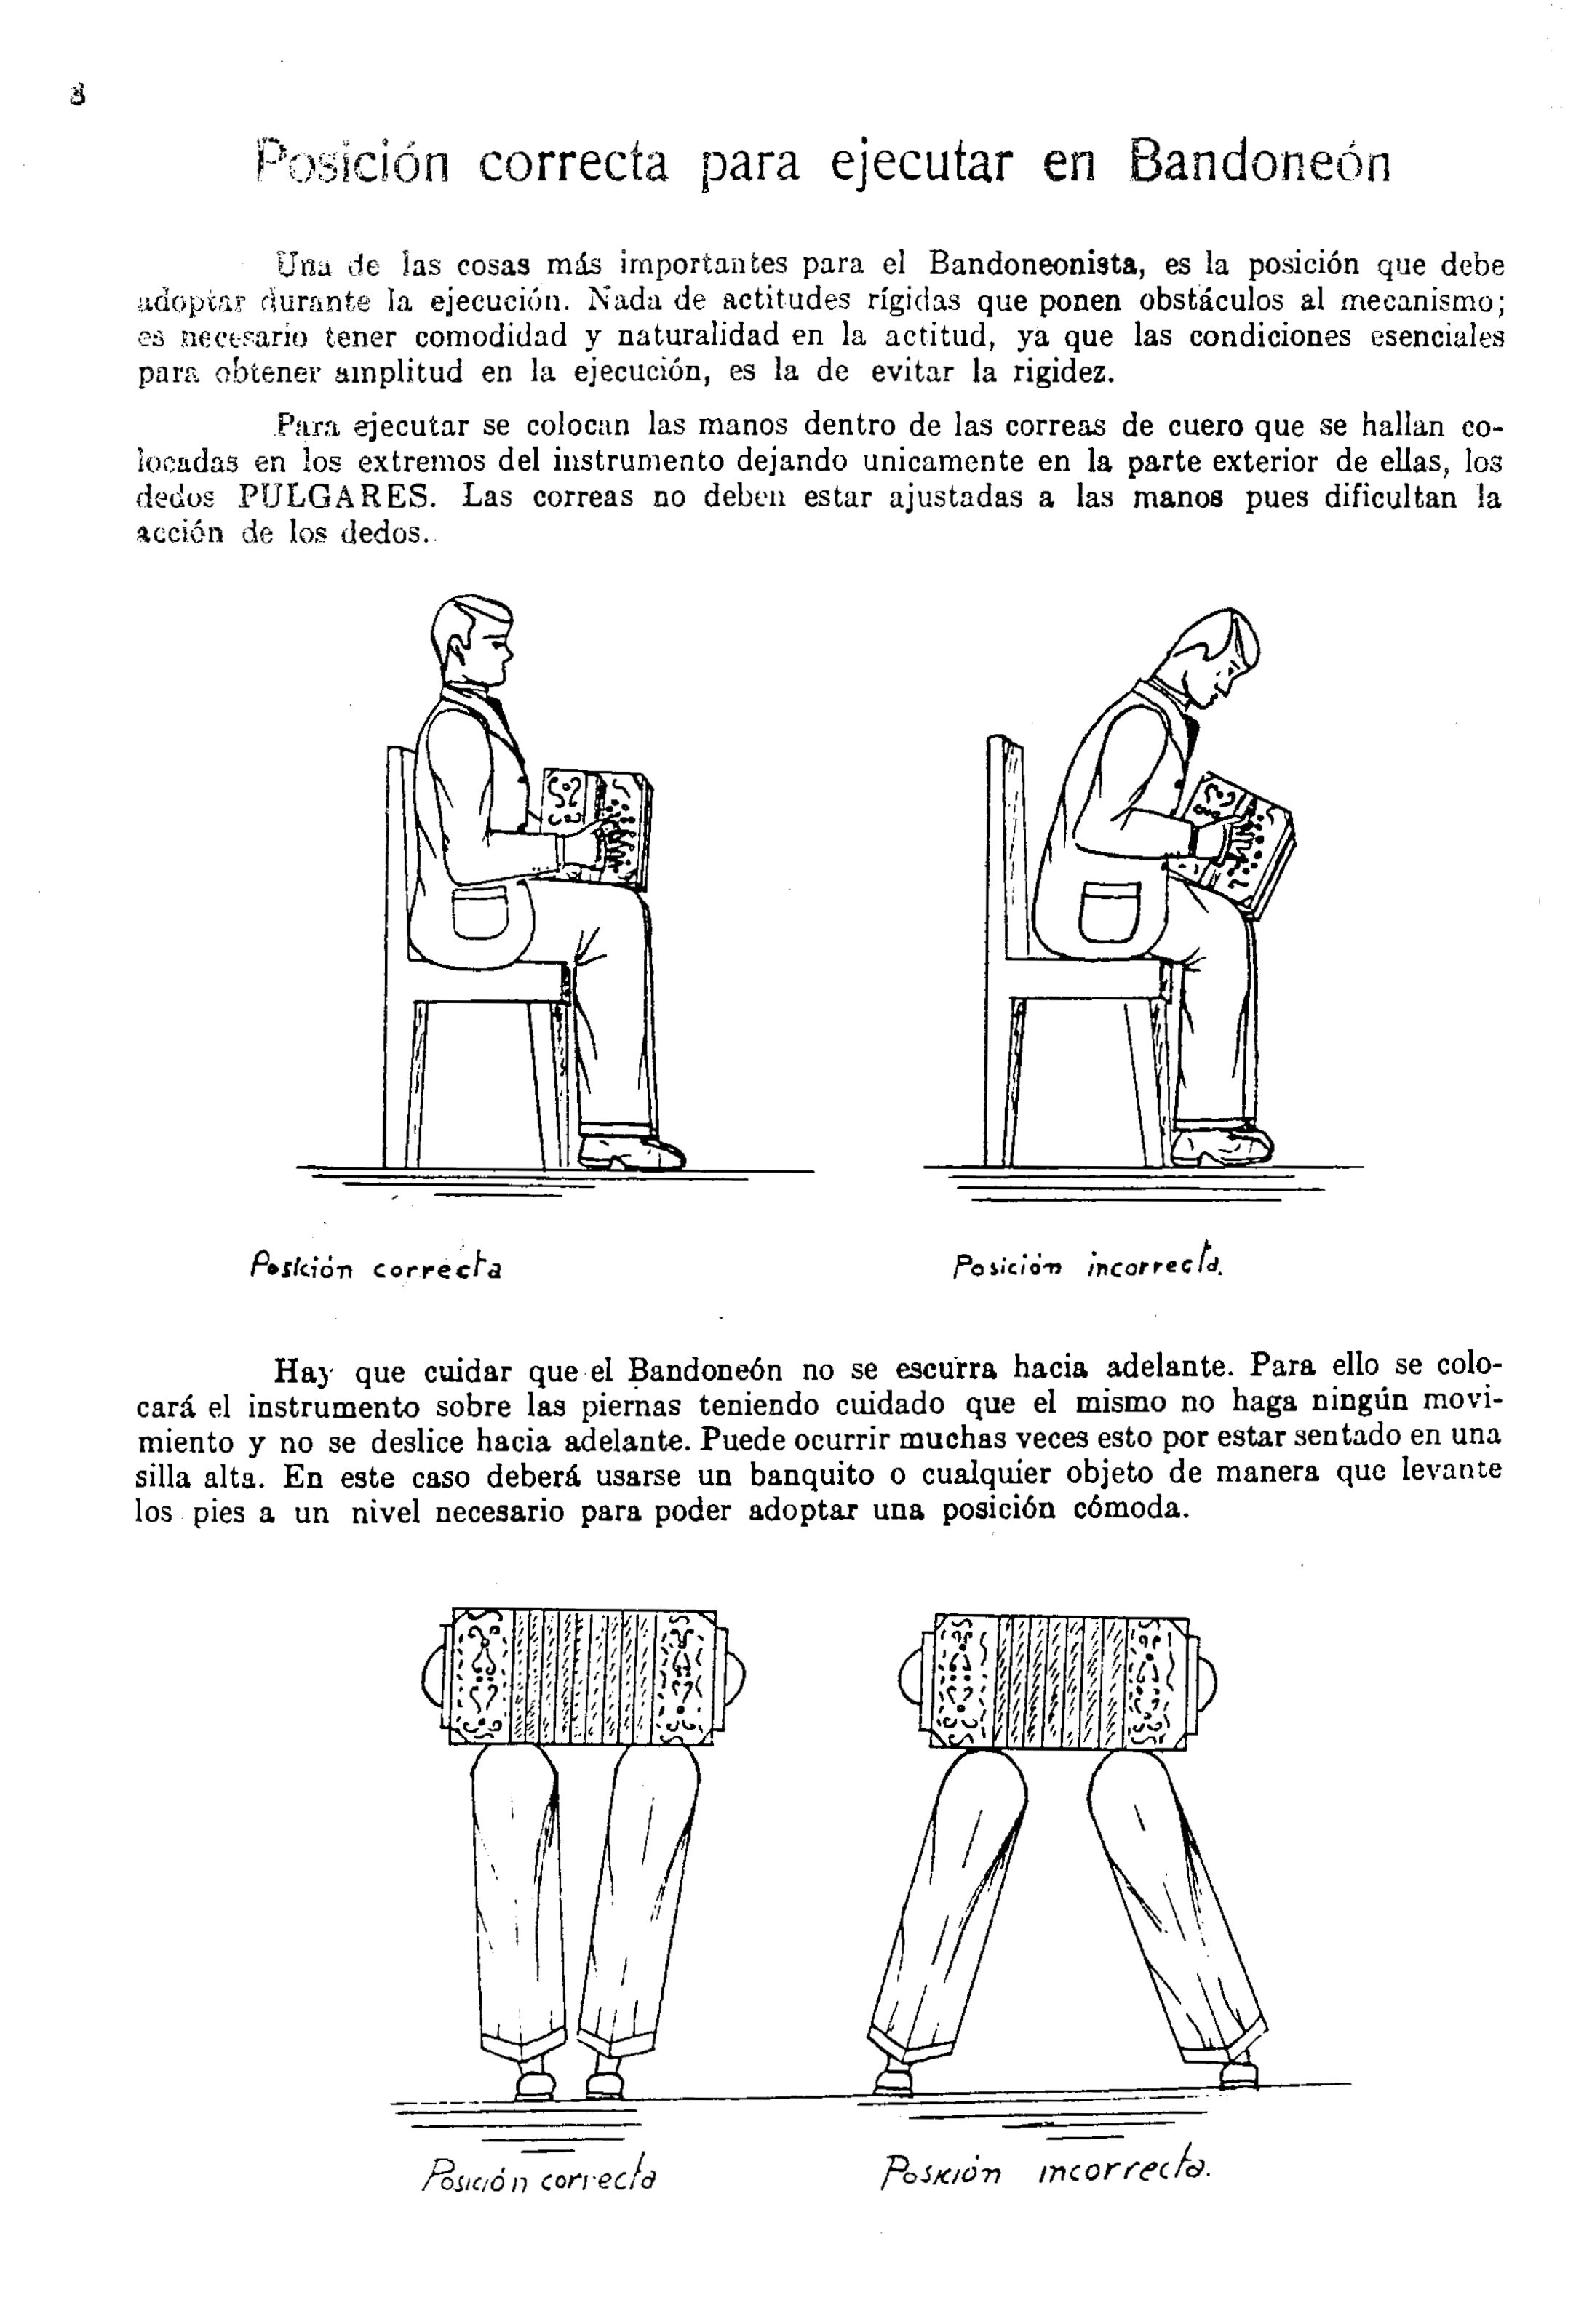 8
Posición correcta para ejecutar en Bandoneón
Una de las cosas más importantes para el Bandoneonista, es la posición que debe
adoptar durante la ejecución. Nada de actitudes rígidas que ponen obstáculos al mecanismo;
es necesario tener comodidad y naturalidad en la actitud, ya que las condiciones esenciales
para obtener amplitud en la ejecución, es la de evitar la rigidez.
Para ejecutar se colocan las manos dentro de las correas de cuero que se hallan co-
locadas en los extremos del instrumento dejando unicamente en la parte exterior de ellas, los
dedos PULGARES. Las correas no deben estar ajustadas a las manos pues dificultan la
acción de los dedos.
Posición correcta
Posición incorrecta.
Hay que cuidar que el Bandoneón no se escurra hacia adelante. Para ello se colo-
cará el instrumento sobre las piernas teniendo cuidado que el mismo no haga ningún movi-
miento y no se deslice hacia adelante. Puede ocurrir muchas veces esto por estar sentado en una
silla alta. En este caso deberá usarse un banquito o cualquier objeto de manera que levante
los pies a un nivel necesario para poder adoptar una posición cómoda.
Posición correcta
Posición incorrecta.